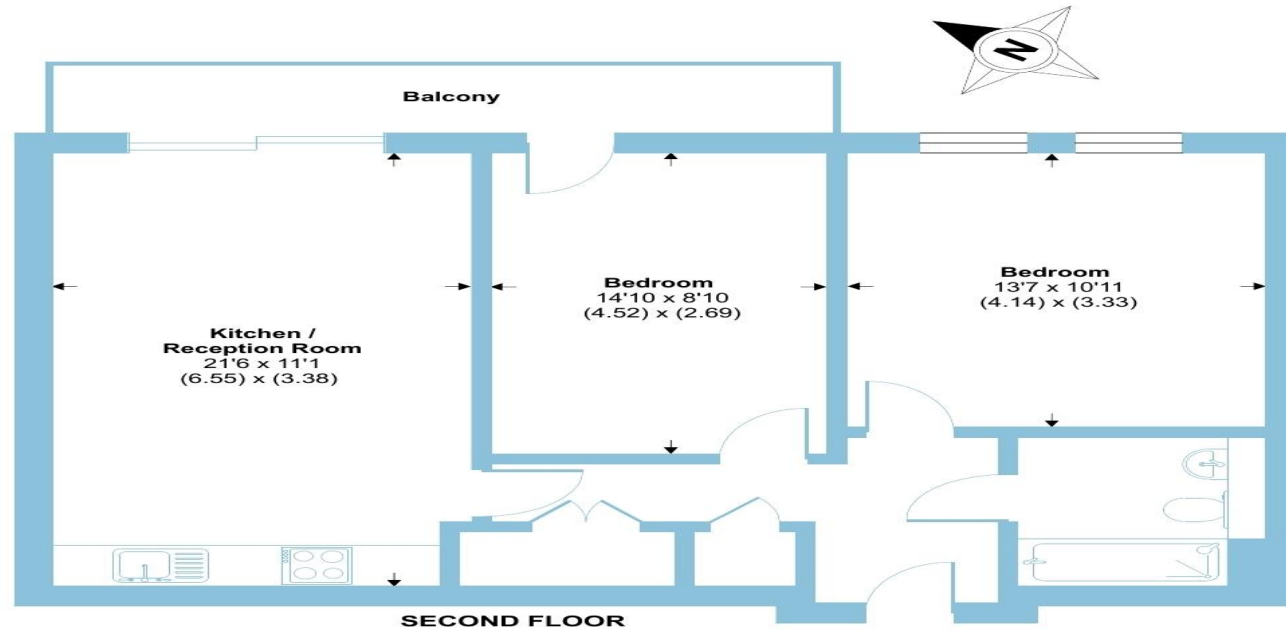 N
Balcony
Bedroom
14'10 x 8'10
(4.52) x (2.69)
Bedroom
13'7 x 10'11
(4.14) x (3.33)
Kitchen /
Reception Room
21'6 x 11'1
(6.55) x (3.38)
SECOND FLOOR